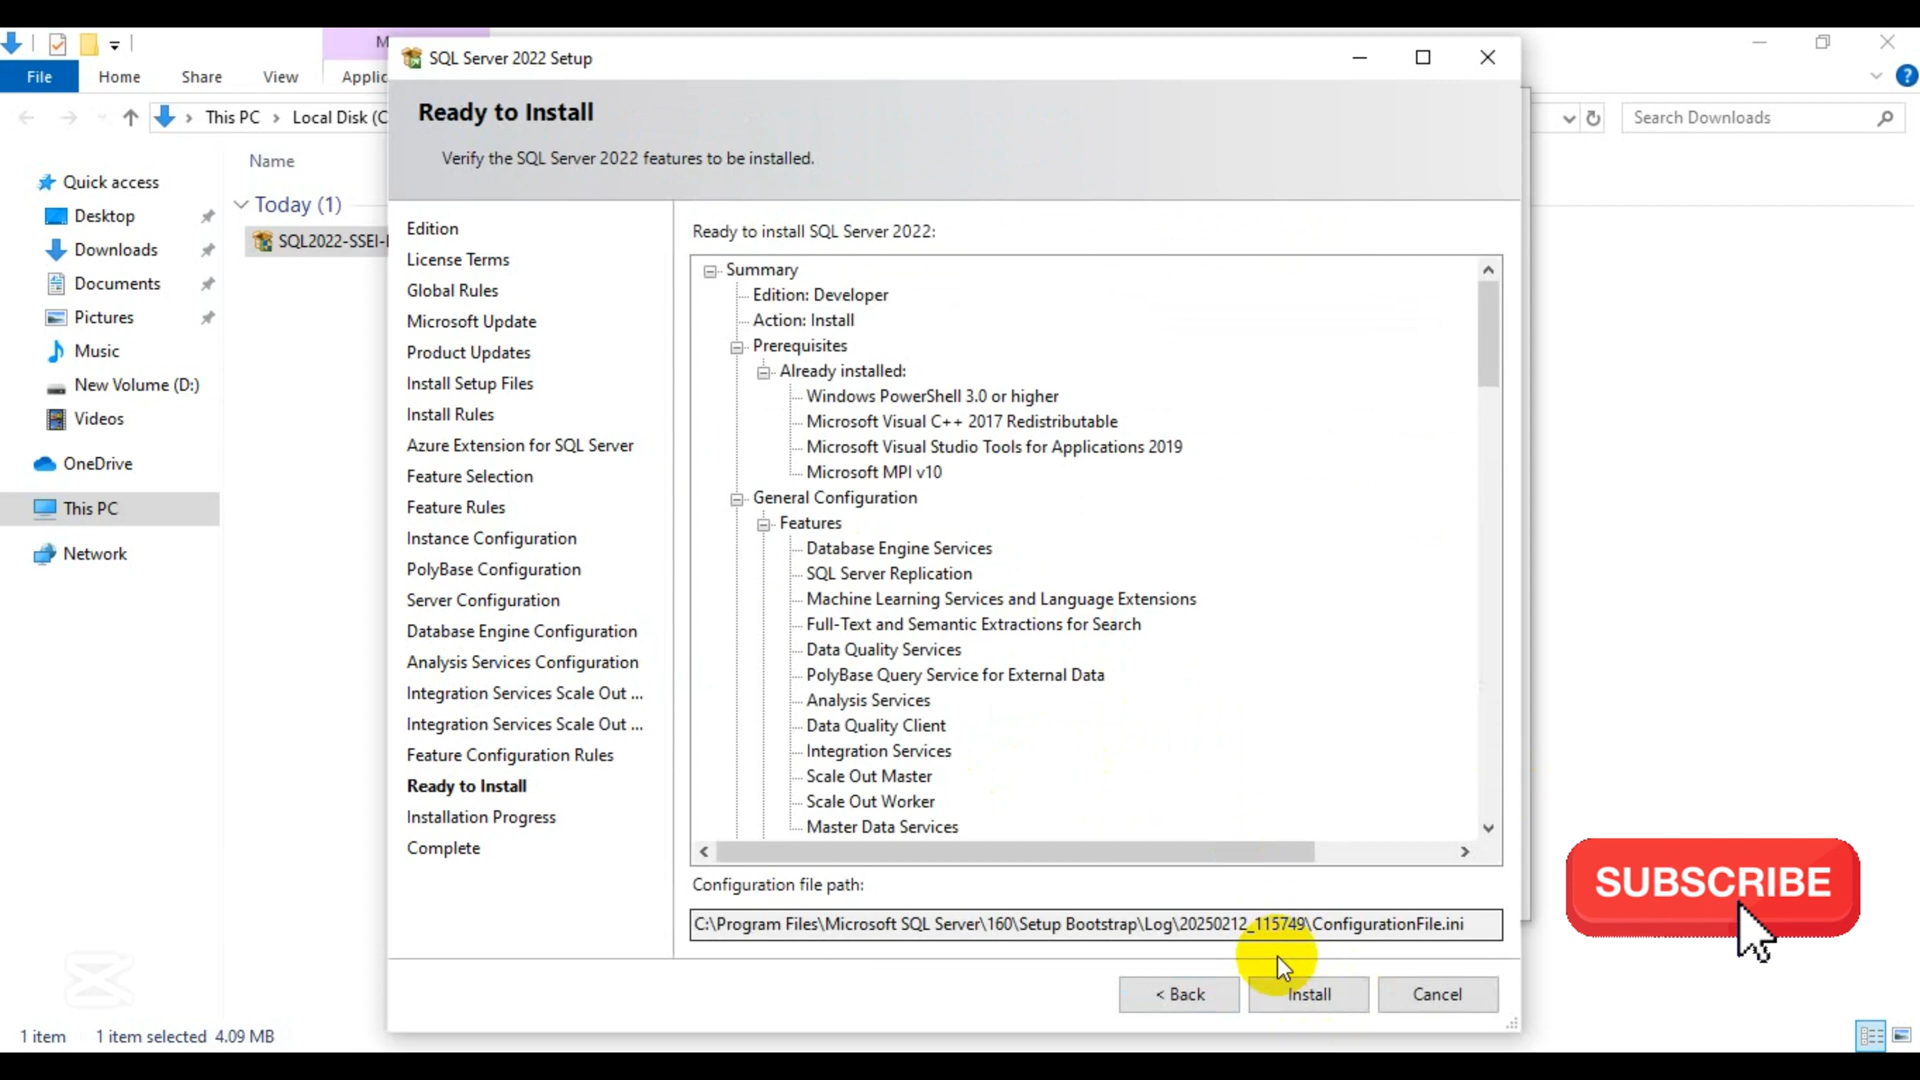 File
Home
Share
View
M
Applic
This PC > Local Disk (C
Search Downloads
Quick access
Desktop
Downloads
Documents
Pictures
Music
New Volume (D:)
Videos
OneDrive
This PC
Network
Name
Today (1)
SQL2022-SSEI-
SQL Server 2022 Setup
Ready to Install
Verify the SQL Server 2022 features to be installed.
Edition
License Terms
Global Rules
Microsoft Update
Product Updates
Install Setup Files
Install Rules
Azure Extension for SQL Server
Feature Selection
Feature Rules
Instance Configuration
PolyBase Configuration
Server Configuration
Database Engine Configuration
Analysis Services Configuration
Integration Services Scale Out ...
Integration Services Scale Out ...
Feature Configuration Rules
Ready to Install
Installation Progress
Complete
Ready to install SQL Server 2022:
Summary
Edition: Developer
Action: Install
Prerequisites
Already installed:
Windows PowerShell 3.0 or higher
Microsoft Visual C++ 2017 Redistributable
Microsoft Visual Studio Tools for Applications 2019
Microsoft MPI v10
General Configuration
Features
Database Engine Services
SQL Server Replication
Machine Learning Services and Language Extensions
Full-Text and Semantic Extractions for Search
Data Quality Services
PolyBase Query Service for External Data
Analysis Services
Data Quality Client
Integration Services
Scale Out Master
Scale Out Worker
Master Data Services
Configuration file path:
C:\Program Files\Microsoft SQL Server\160\Setup Bootstrap\Log\20250212_115749\ConfigurationFile.ini
< Back
Install
Cancel
SUBSCRIBE
1 item
1 item selected 4.09 MB